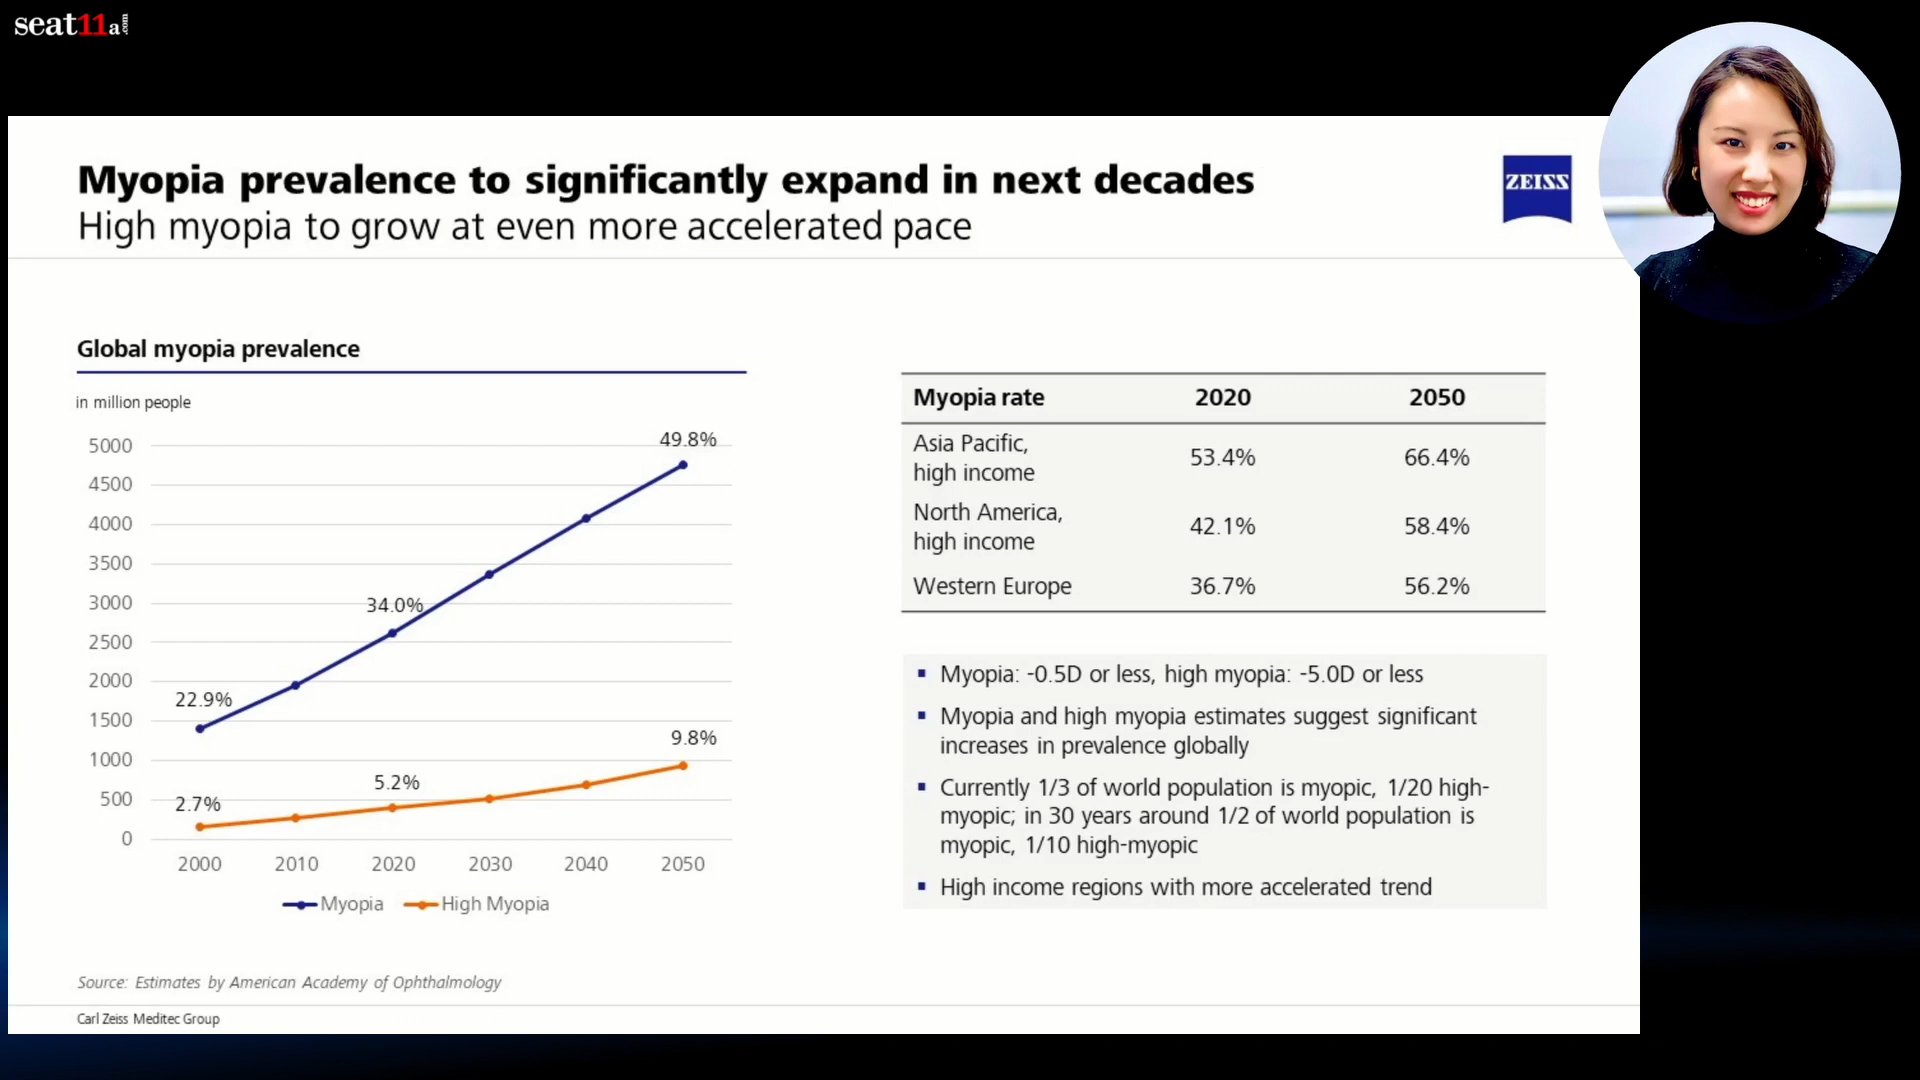 seat11a.com
Myopia prevalence to significantly expand in next decades
High myopia to grow at even more accelerated pace
ZEISS
Global myopia prevalence
in million people
5000
4500
4000
3500
3000
2500
2000
1500
1000
500
0
49.8%
34.0%
22.9%
9.8%
5.2%
2.7%
2000 2010 2020 2030 2040 2050
Myopia High Myopia
Myopia rate 2020 2050
Asia Pacific,
high income 53.4% 66.4%
North America,
high income 42.1% 58.4%
Western Europe 36.7% 56.2%
▪ Myopia: -0.5D or less, high myopia: -5.0D or less
▪ Myopia and high myopia estimates suggest significant
increases in prevalence globally
▪ Currently 1/3 of world population is myopic, 1/20 high-
myopic; in 30 years around 1/2 of world population is
myopic, 1/10 high-myopic
▪ High income regions with more accelerated trend
Source: Estimates by American Academy of Ophthalmology
Carl Zeiss Meditec Group